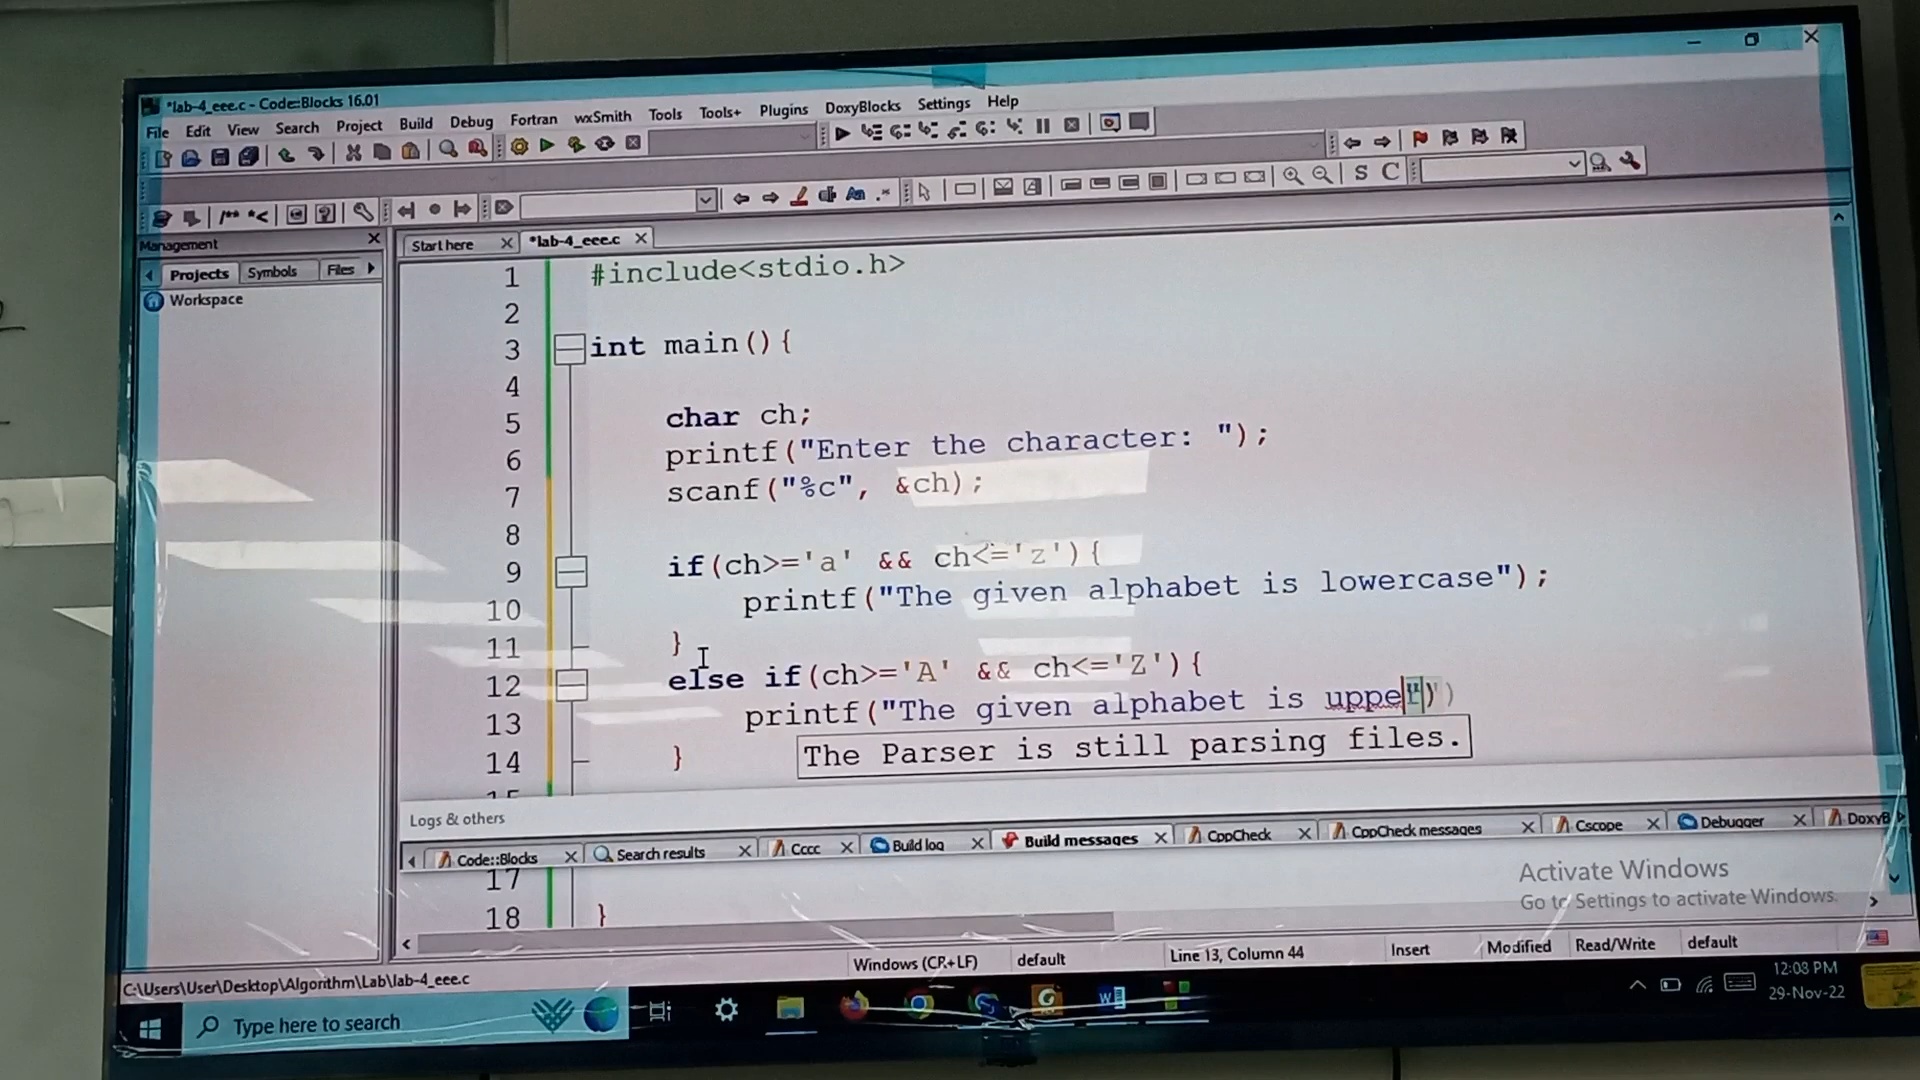 *lab-4_eee.c - Code::Blocks 16.01
File Edit View Search Project Build Debug Fortran wxSmith Tools Tools+ Plugins DoxyBlocks Settings Help
/** *<
S C
Management
Projects Symbols Files
Workspace
Start here *lab-4_eee.c
1 #include<stdio.h>
2
3 int main(){
4
5 char ch;
6 printf("Enter the character: ");
7 scanf("%c", &ch);
8
9 if(ch>='a' && ch<='z'){
10 printf("The given alphabet is lowercase");
11 }
12 else if(ch>='A' && ch<='Z'){
13 printf("The given alphabet is uppe
The Parser is still parsing files.
14 }
Logs & others
Code::Blocks Search results Cccc Build log Build messages CppCheck CppCheck messages Cscope Debugger DoxyB
17
18 }
Activate Windows
Go to Settings to activate Windows.
C:\Users\User\Desktop\Algorithm\Lab\lab-4_eee.c Windows (CR+LF) default Line 13, Column 44 Insert Modified Read/Write default
Type here to search
12:08 PM
29-Nov-22